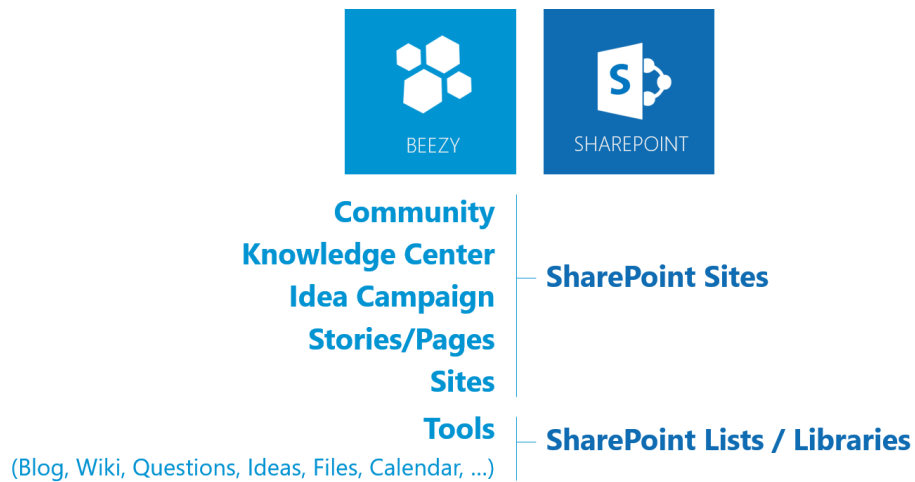 BEEZY
S
SHAREPOINT
Community
Knowledge Center
Idea Campaign
Stories/Pages
Sites
SharePoint Sites
Tools
(Blog, Wiki, Questions, Ideas, Files, Calendar, ...)
SharePoint Lists / Libraries